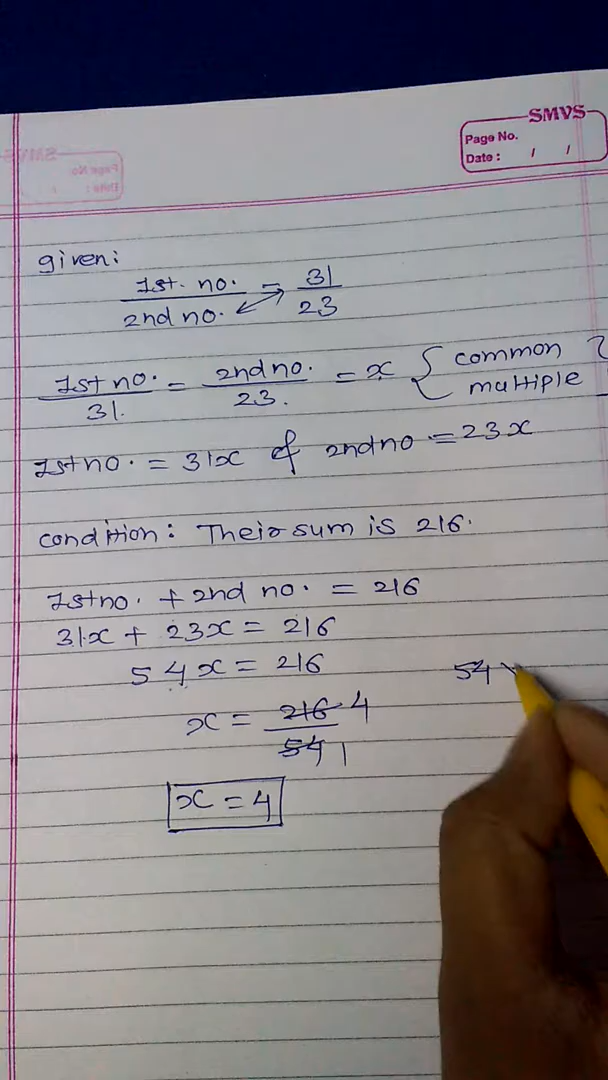 SMVS
Page No.
Date : / /
given:
1st no. / 2nd no. = 31 / 23
1st no. / 31. = 2nd no. / 23. = x { common multiple }
1st no. = 31x & 2nd no = 23x
condition: Their sum is 216.
1st no. + 2nd no. = 216
31x + 23x = 216
54x = 216
54 x
x = 216 / 54 4 / 1
x = 4